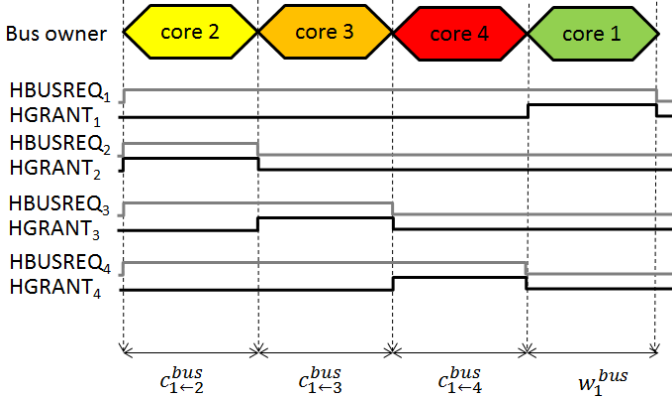 Bus owner core 2 core 3 core 4 core 1
HBUSREQ₁
HGRANT₁
HBUSREQ₂
HGRANT₂
HBUSREQ₃
HGRANT₃
HBUSREQ₄
HGRANT₄
c₁←₂ᵇᵘˢ c₁←₃ᵇᵘˢ c₁←₄ᵇᵘˢ w₁ᵇᵘˢ